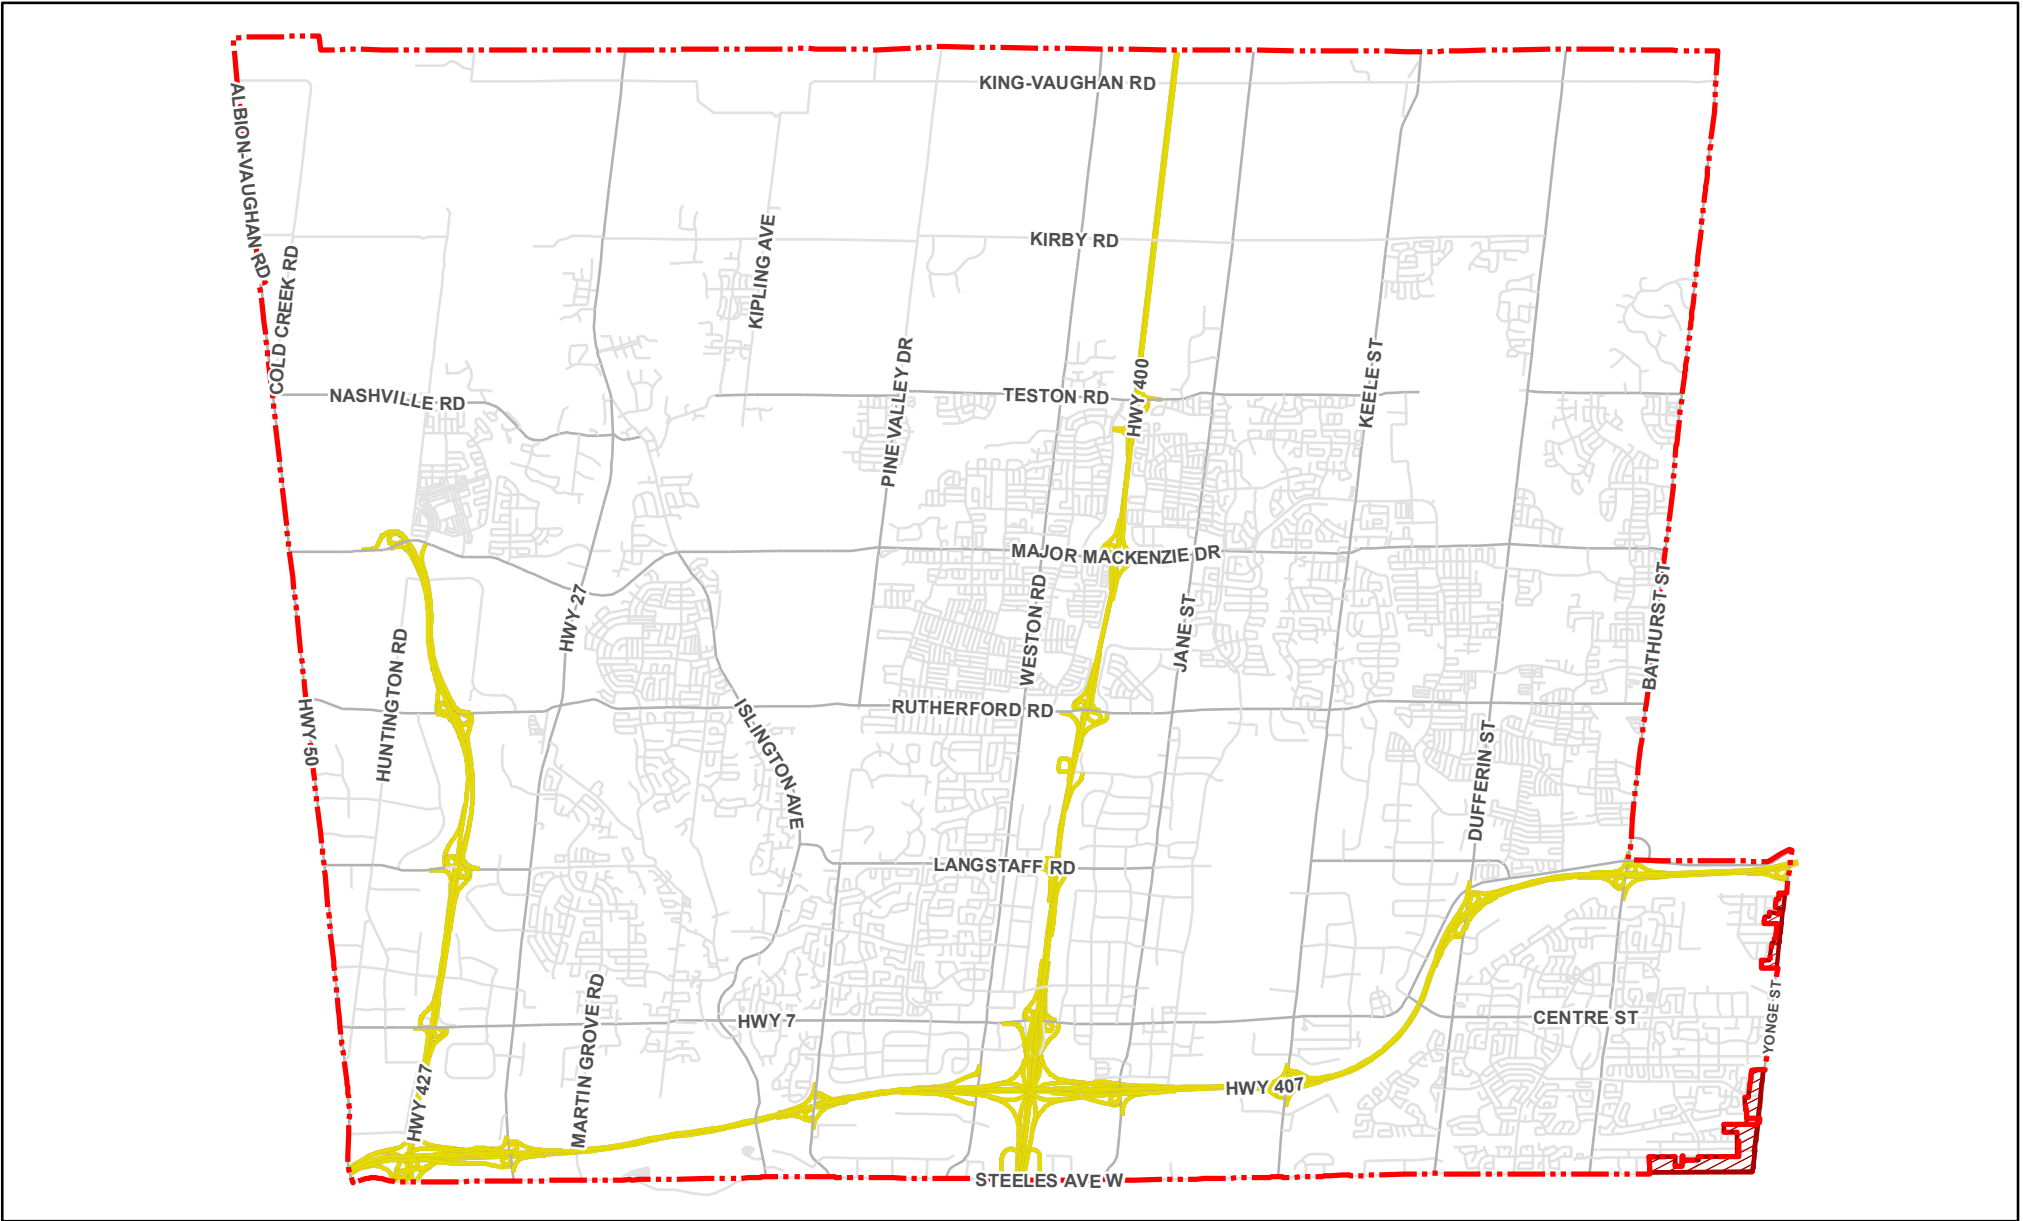 KING-VAUGHAN RD
ALBION-VAUGHAN RD
KIRBY RD
KIPLING AVE
COLD CREEK RD
NASHVILLE RD
PINE VALLEY DR
TESTON RD
HWY 400
KEELE ST
MAJOR MACKENZIE DR
HWY 27
WESTON RD
JANE ST
BATHURST ST
HUNTINGTON RD
HWY 50
ISLINGTON AVE
RUTHERFORD RD
DUFFERIN ST
LANGSTAFF RD
MARTIN GROVE RD
HWY 7
CENTRE ST
YONGE ST
HWY 427
HWY 407
STEELES AVE W